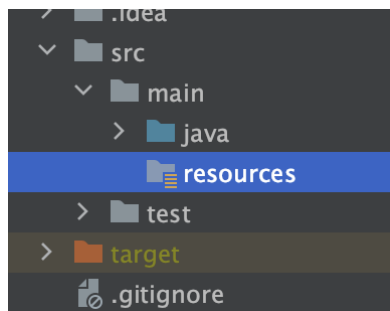 .idea
src
main
java
resources
test
target
.gitignore